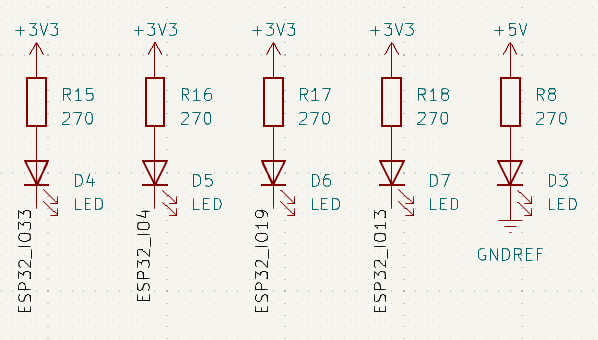 +3V3 +3V3 +3V3 +3V3 +5V
R15 R16 R17 R18 R8
270 270 270 270 270
D4 D5 D6 D7 D3
LED LED LED LED LED
ESP32_IO33
ESP32_IO4
ESP32_IO19
ESP32_IO13
GNDREF